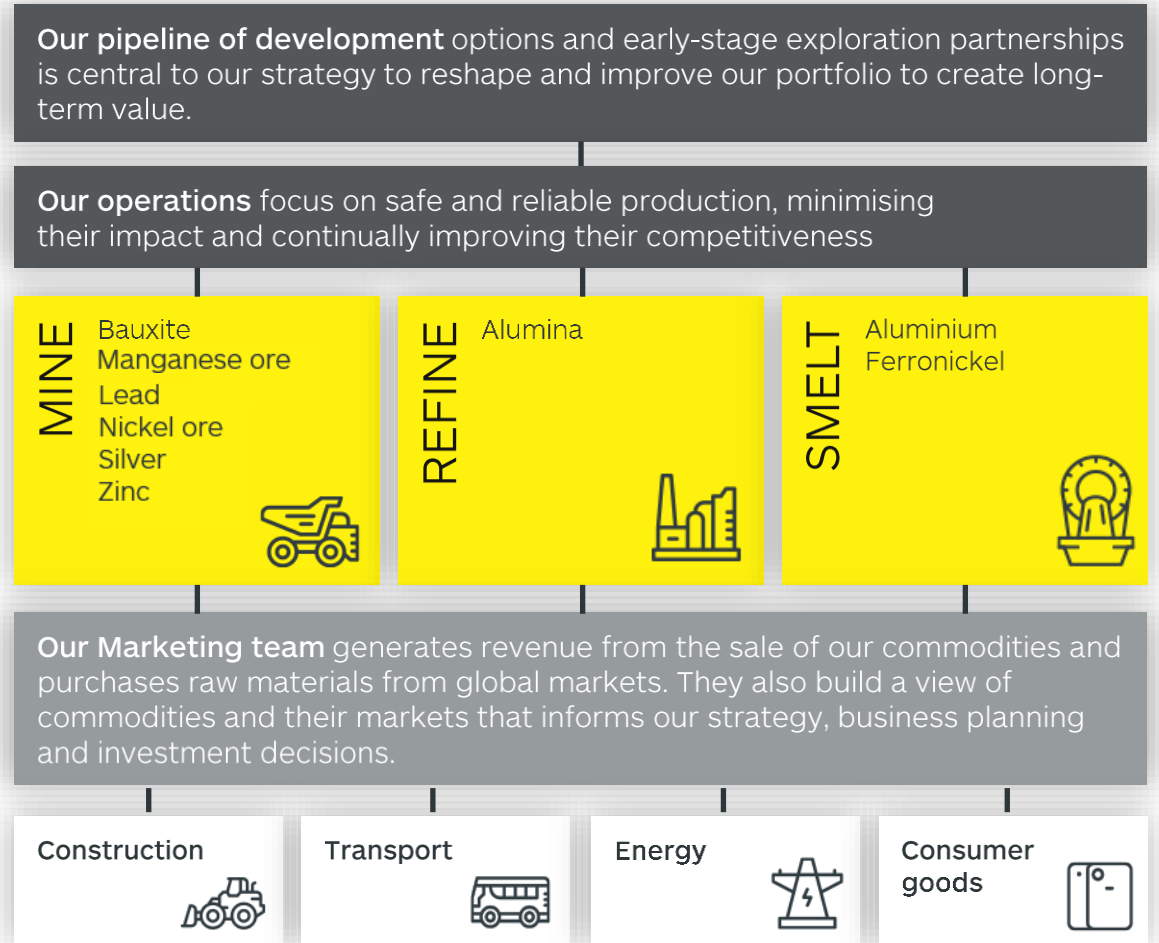 Our pipeline of development options and early-stage exploration partnerships
is central to our strategy to reshape and improve our portfolio to create long-
term value.
Our operations focus on safe and reliable production, minimising
their impact and continually improving their competitiveness
MINE
Bauxite
Manganese ore
Lead
Nickel ore
Silver
Zinc
REFINE
Alumina
SMELT
Aluminium
Ferronickel
Our Marketing team generates revenue from the sale of our commodities and
purchases raw materials from global markets. They also build a view of
commodities and their markets that informs our strategy, business planning
and investment decisions.
Construction
Transport
Energy
Consumer
goods